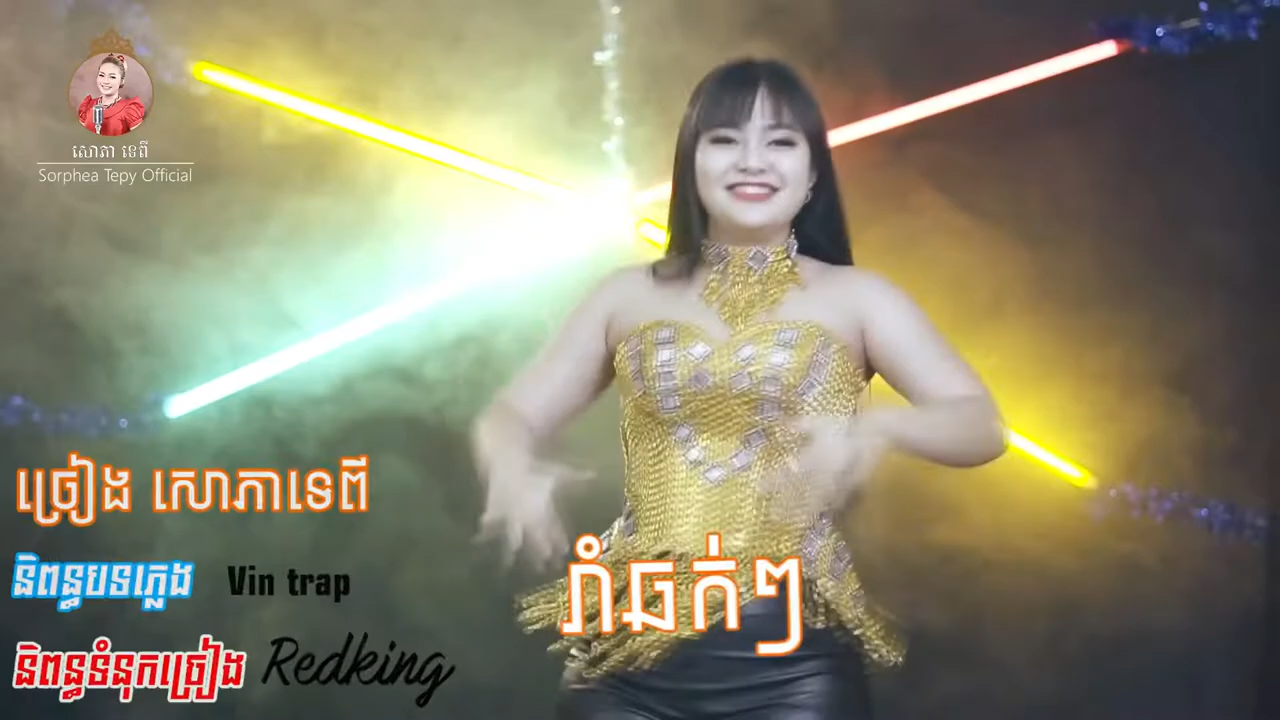 សោភា ទេពី
Sorphea Tepy Official
ច្រៀង សោភាទេពី
និពន្ធបទភ្លេង Vin trap
រាំឆក់ៗ
និពន្ធទំនុកច្រៀង Redking